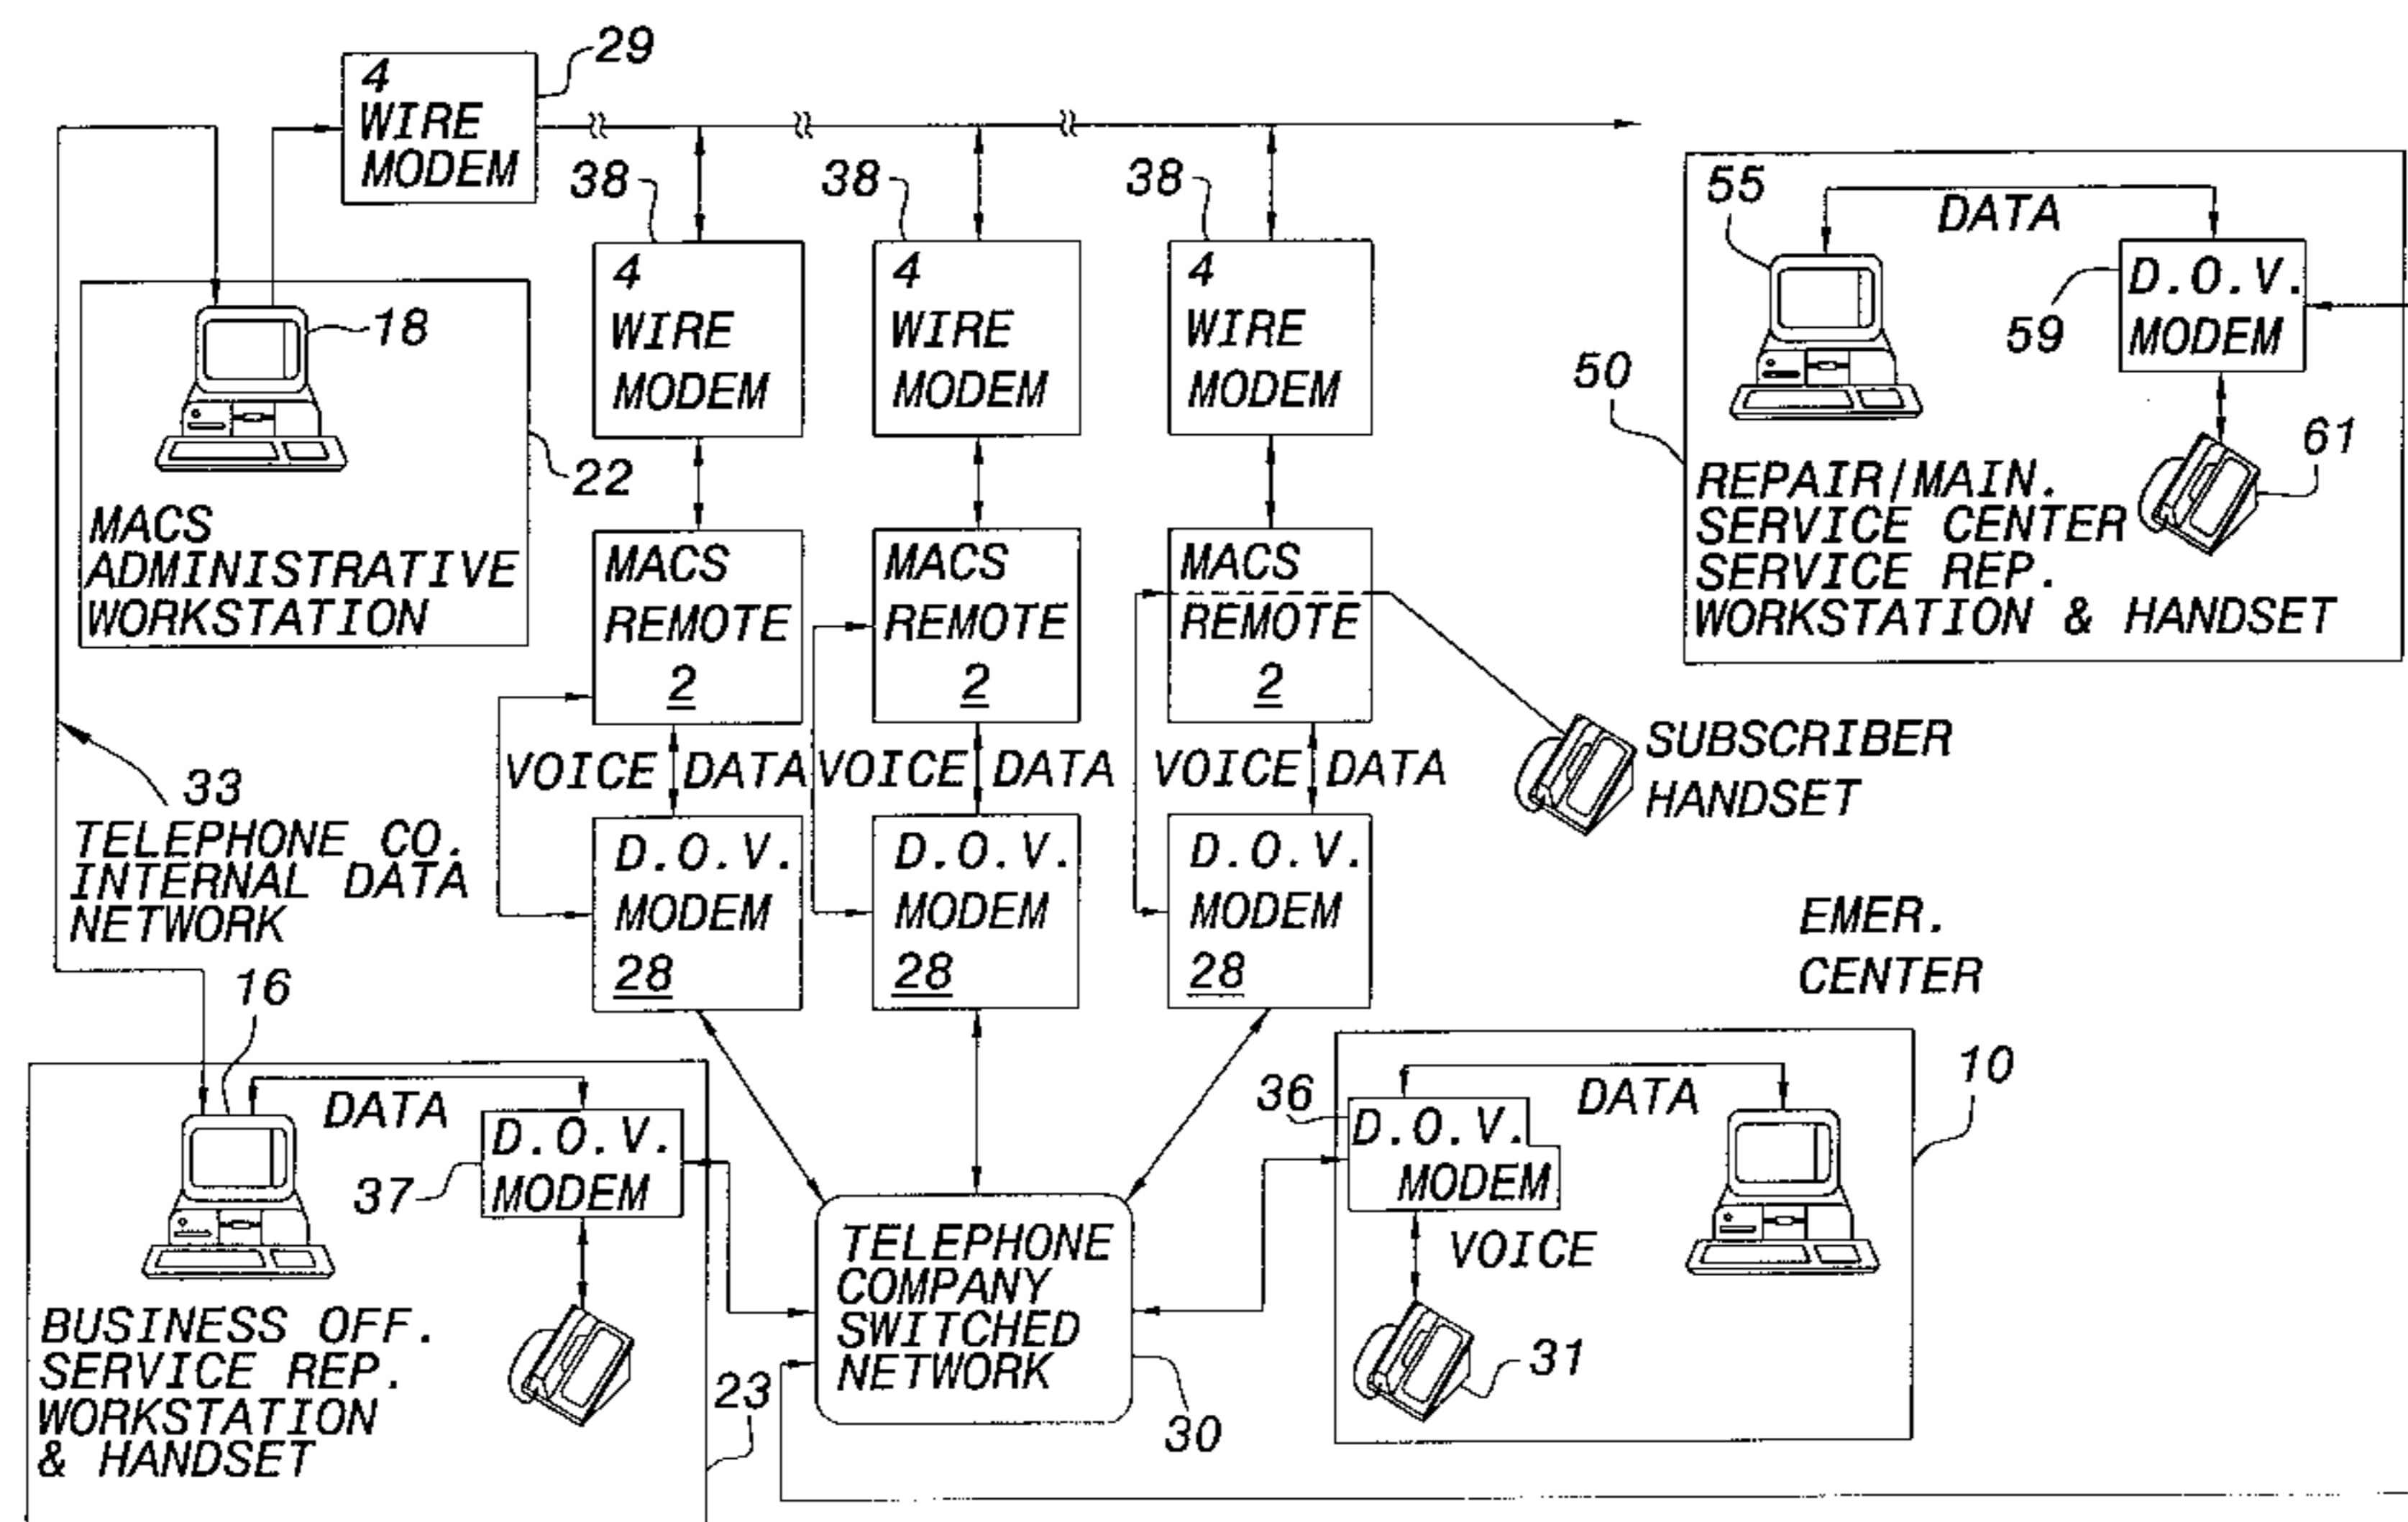 29
4
WIRE
MODEM
38
38
38
55
DATA
D.O.V.
MODEM
59
50
61
REPAIR/MAIN.
SERVICE CENTER
SERVICE REP.
WORKSTATION & HANDSET
18
22
MACS
ADMINISTRATIVE
WORKSTATION
4
WIRE
MODEM
4
WIRE
MODEM
4
WIRE
MODEM
MACS
REMOTE
2
MACS
REMOTE
2
MACS
REMOTE
2
VOICE DATA
VOICE DATA
VOICE DATA
SUBSCRIBER
HANDSET
33
TELEPHONE CO.
INTERNAL DATA
NETWORK
D.O.V.
MODEM
28
D.O.V.
MODEM
28
D.O.V.
MODEM
28
EMER.
CENTER
16
DATA
D.O.V.
MODEM
37
BUSINESS OFF.
SERVICE REP.
WORKSTATION
& HANDSET
23
TELEPHONE
COMPANY
SWITCHED
NETWORK
30
36
D.O.V.
MODEM
DATA
VOICE
31
10